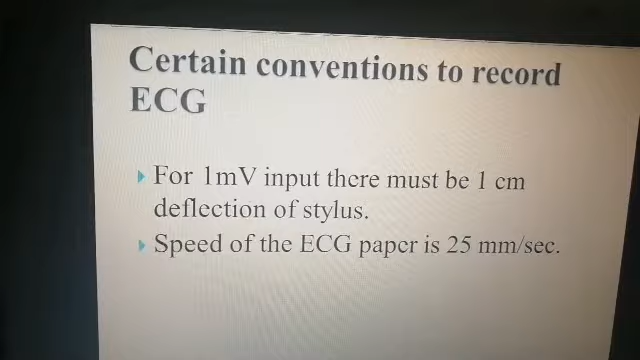 Certain conventions to record
ECG
For 1mV input there must be 1 cm
deflection of stylus.
Speed of the ECG paper is 25 mm/sec.